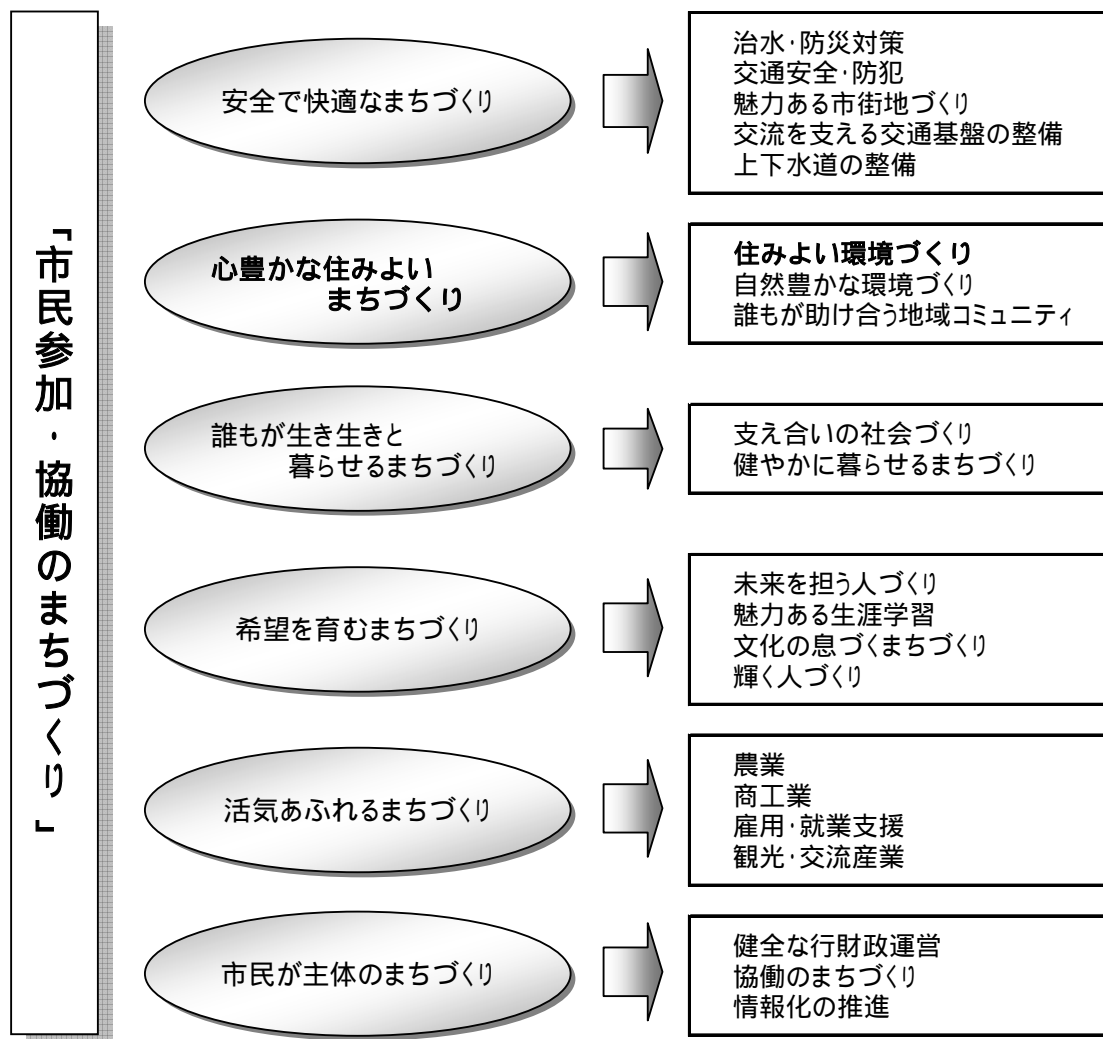 「市民参加・協働のまちづくり」
安全で快適なまちづくり
治水・防災対策
交通安全・防犯
魅力ある市街地づくり
交流を支える交通基盤の整備
上下水道の整備
心豊かな住みよい
まちづくり
住みよい環境づくり
自然豊かな環境づくり
誰もが助け合う地域コミュニティ
誰もが生き生きと
暮らせるまちづくり
支え合いの社会づくり
健やかに暮らせるまちづくり
希望を育むまちづくり
未来を担う人づくり
魅力ある生涯学習
文化の息づくまちづくり
輝く人づくり
活気あふれるまちづくり
農業
商工業
雇用・就業支援
観光・交流産業
市民が主体のまちづくり
健全な行財政運営
協働のまちづくり
情報化の推進